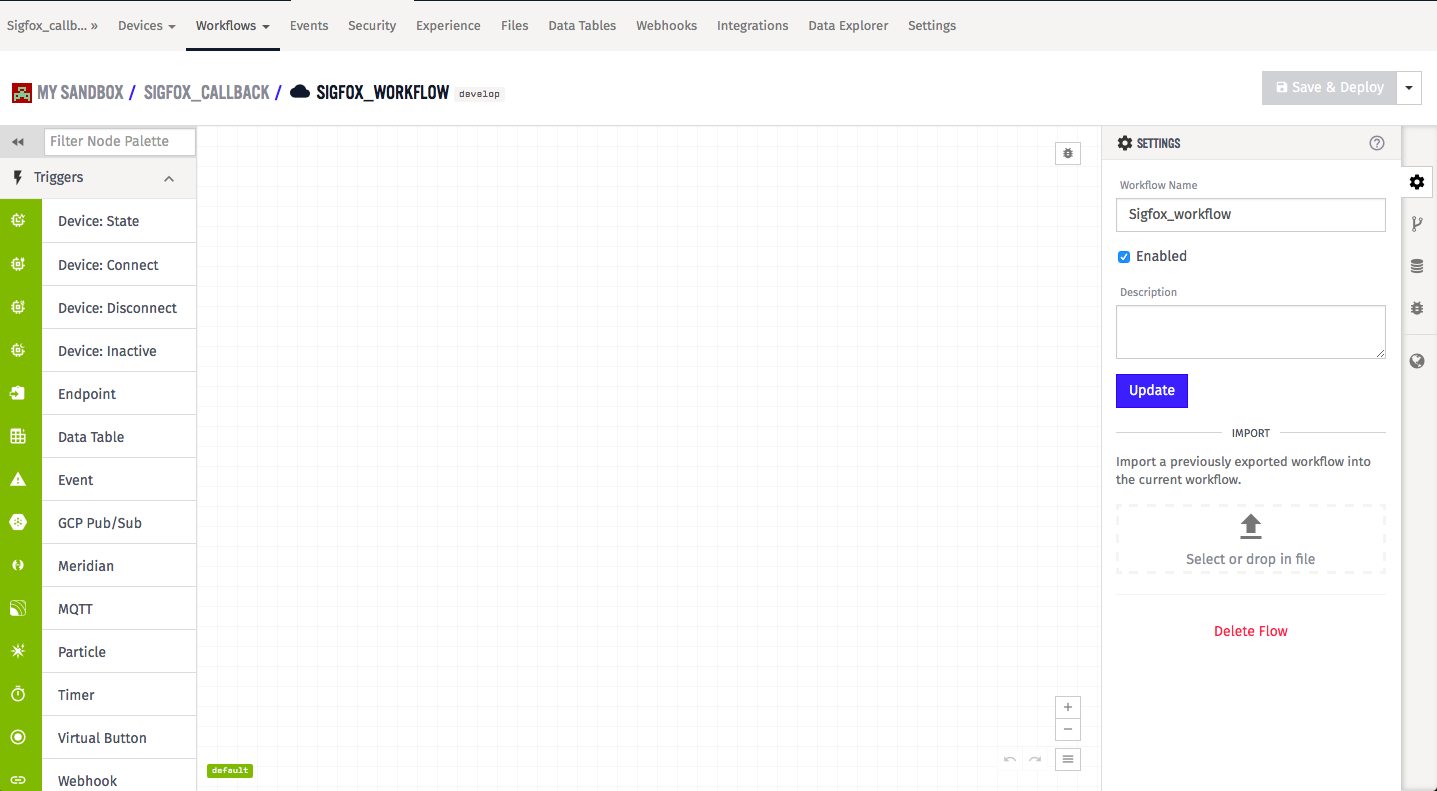 Sigfox_callb... » Devices Workflows Events Security Experience Files Data Tables Webhooks Integrations Data Explorer Settings
MY SANDBOX / SIGFOX_CALLBACK / SIGFOX_WORKFLOW develop
Save & Deploy
Filter Node Palette
Triggers
Device: State
Device: Connect
Device: Disconnect
Device: Inactive
Endpoint
Data Table
Event
GCP Pub/Sub
Meridian
MQTT
Particle
Timer
Virtual Button
Webhook
default
SETTINGS
Workflow Name
Sigfox_workflow
Enabled
Description
Update
IMPORT
Import a previously exported workflow into
the current workflow.
Select or drop in file
Delete Flow